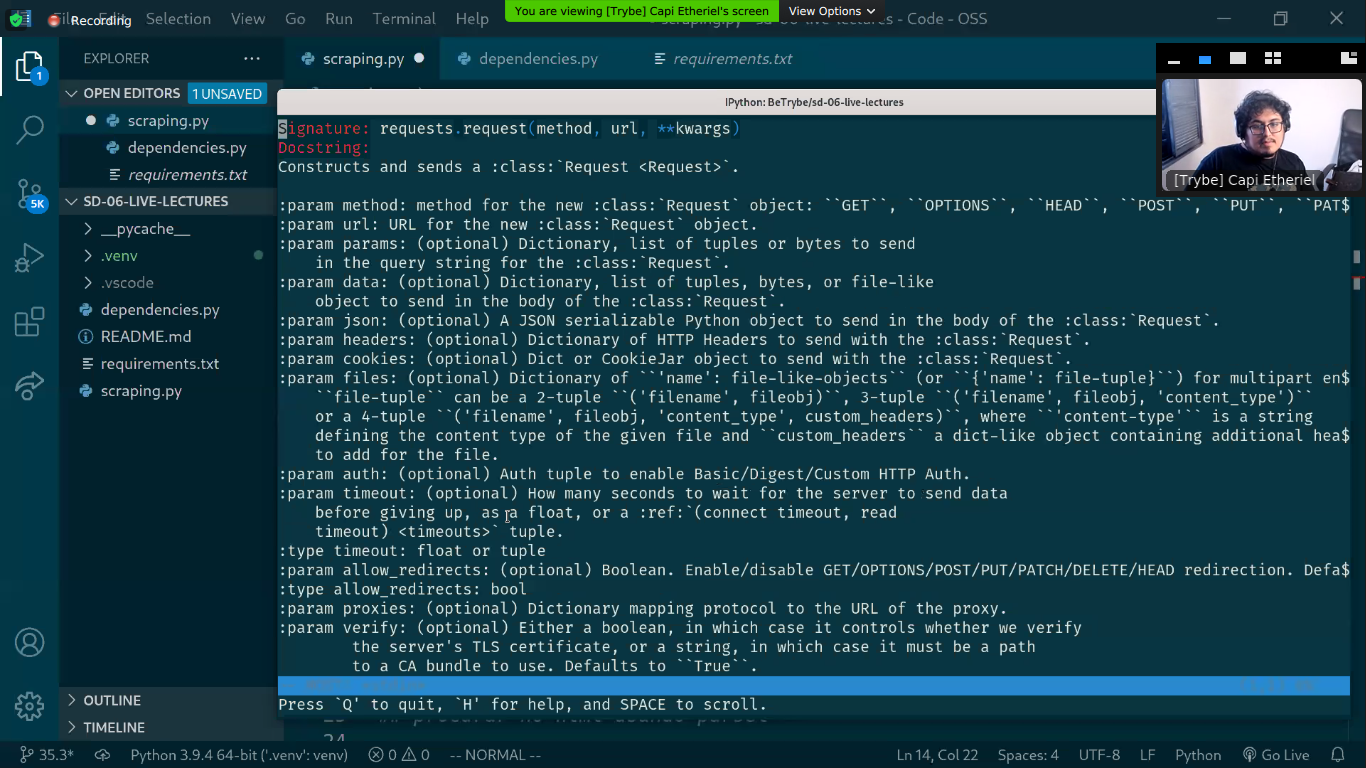 Recording
File Edit Selection View Go Run Terminal Help
You are viewing [Trybe] Capi Etheriel's screen
View Options
scraping.py - sd-06-live-lectures - Code - OSS
EXPLORER
scraping.py
dependencies.py
requirements.txt
OPEN EDITORS
1 UNSAVED
scraping.py
dependencies.py
requirements.txt
SD-06-LIVE-LECTURES
__pycache__
.venv
.vscode
dependencies.py
README.md
requirements.txt
scraping.py
OUTLINE
TIMELINE
1
5K
IPython: BeTrybe/sd-06-live-lectures
Signature: requests.request(method, url, **kwargs)
Docstring:
Constructs and sends a :class:`Request <Request>`.
:param method: method for the new :class:`Request` object: ``GET``, ``OPTIONS``, ``HEAD``, ``POST``, ``PUT``, ``PAT$
:param url: URL for the new :class:`Request` object.
:param params: (optional) Dictionary, list of tuples or bytes to send
in the query string for the :class:`Request`.
:param data: (optional) Dictionary, list of tuples, bytes, or file-like
object to send in the body of the :class:`Request`.
:param json: (optional) A JSON serializable Python object to send in the body of the :class:`Request`.
:param headers: (optional) Dictionary of HTTP Headers to send with the :class:`Request`.
:param cookies: (optional) Dict or CookieJar object to send with the :class:`Request`.
:param files: (optional) Dictionary of ``'name': file-like-objects`` (or ``{'name': file-tuple}``) for multipart en$
``file-tuple`` can be a 2-tuple ``('filename', fileobj)``, 3-tuple ``('filename', fileobj, 'content_type')``
or a 4-tuple ``('filename', fileobj, 'content_type', custom_headers)``, where ``'content-type'`` is a string
defining the content type of the given file and ``custom_headers`` a dict-like object containing additional hea$
to add for the file.
:param auth: (optional) Auth tuple to enable Basic/Digest/Custom HTTP Auth.
:param timeout: (optional) How many seconds to wait for the server to send data
before giving up, as a float, or a :ref:`(connect timeout, read
timeout) <timeouts>` tuple.
:type timeout: float or tuple
:param allow_redirects: (optional) Boolean. Enable/disable GET/OPTIONS/POST/PUT/PATCH/DELETE/HEAD redirection. Defa$
:type allow_redirects: bool
:param proxies: (optional) Dictionary mapping protocol to the URL of the proxy.
:param verify: (optional) Either a boolean, in which case it controls whether we verify
the server's TLS certificate, or a string, in which case it must be a path
to a CA bundle to use. Defaults to ``True``.
Press `Q' to quit, `H' for help, and SPACE to scroll.
[Trybe] Capi Etheriel
35.3*
Python 3.9.4 64-bit ('.venv': venv)
0 0
-- NORMAL --
Ln 14, Col 22
Spaces: 4
UTF-8
LF
Python
Go Live